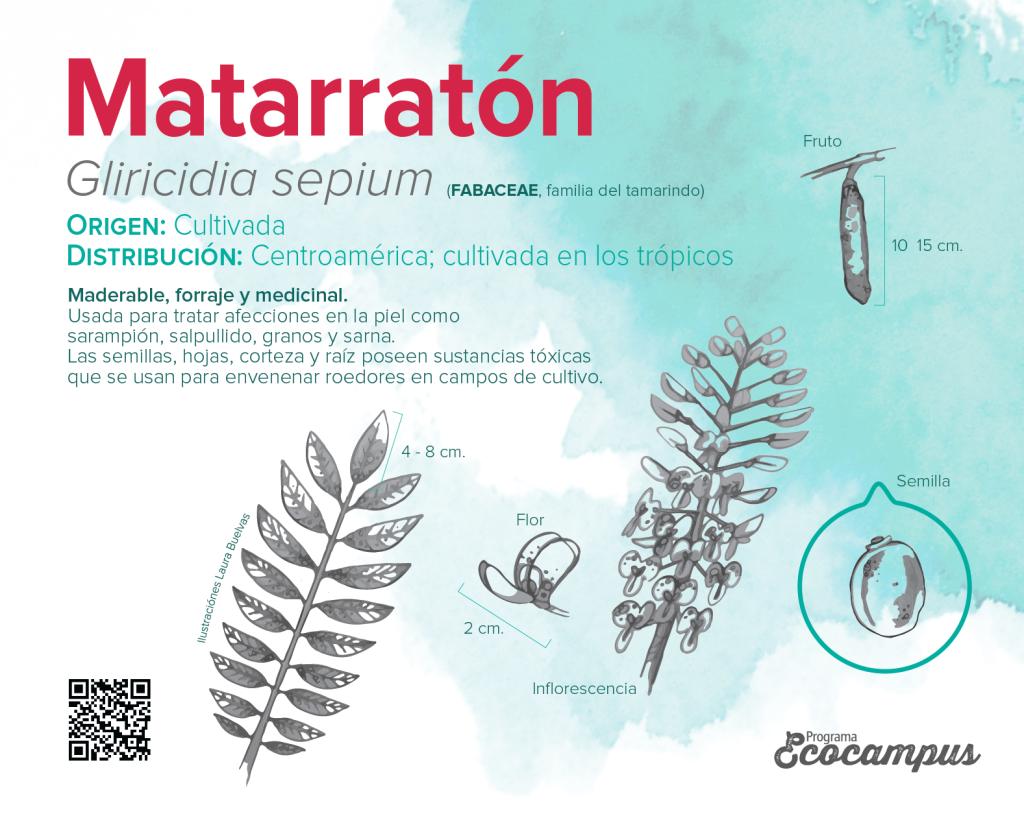 Matarratón
Gliricidia sepium (FABACEAE, familia del tamarindo)
ORIGEN: Cultivada
DISTRIBUCIÓN: Centroamérica; cultivada en los trópicos
Maderable, forraje y medicinal.
Usada para tratar afecciones en la piel como
sarampión, salpullido, granos y sarna.
Las semillas, hojas, corteza y raíz poseen sustancias tóxicas
que se usan para envenenar roedores en campos de cultivo.
Fruto
10 15 cm.
4 - 8 cm.
Semilla
Flor
2 cm.
Inflorescencia
Ilustraciónes Laura Buelvas
Programa
Ecocampus